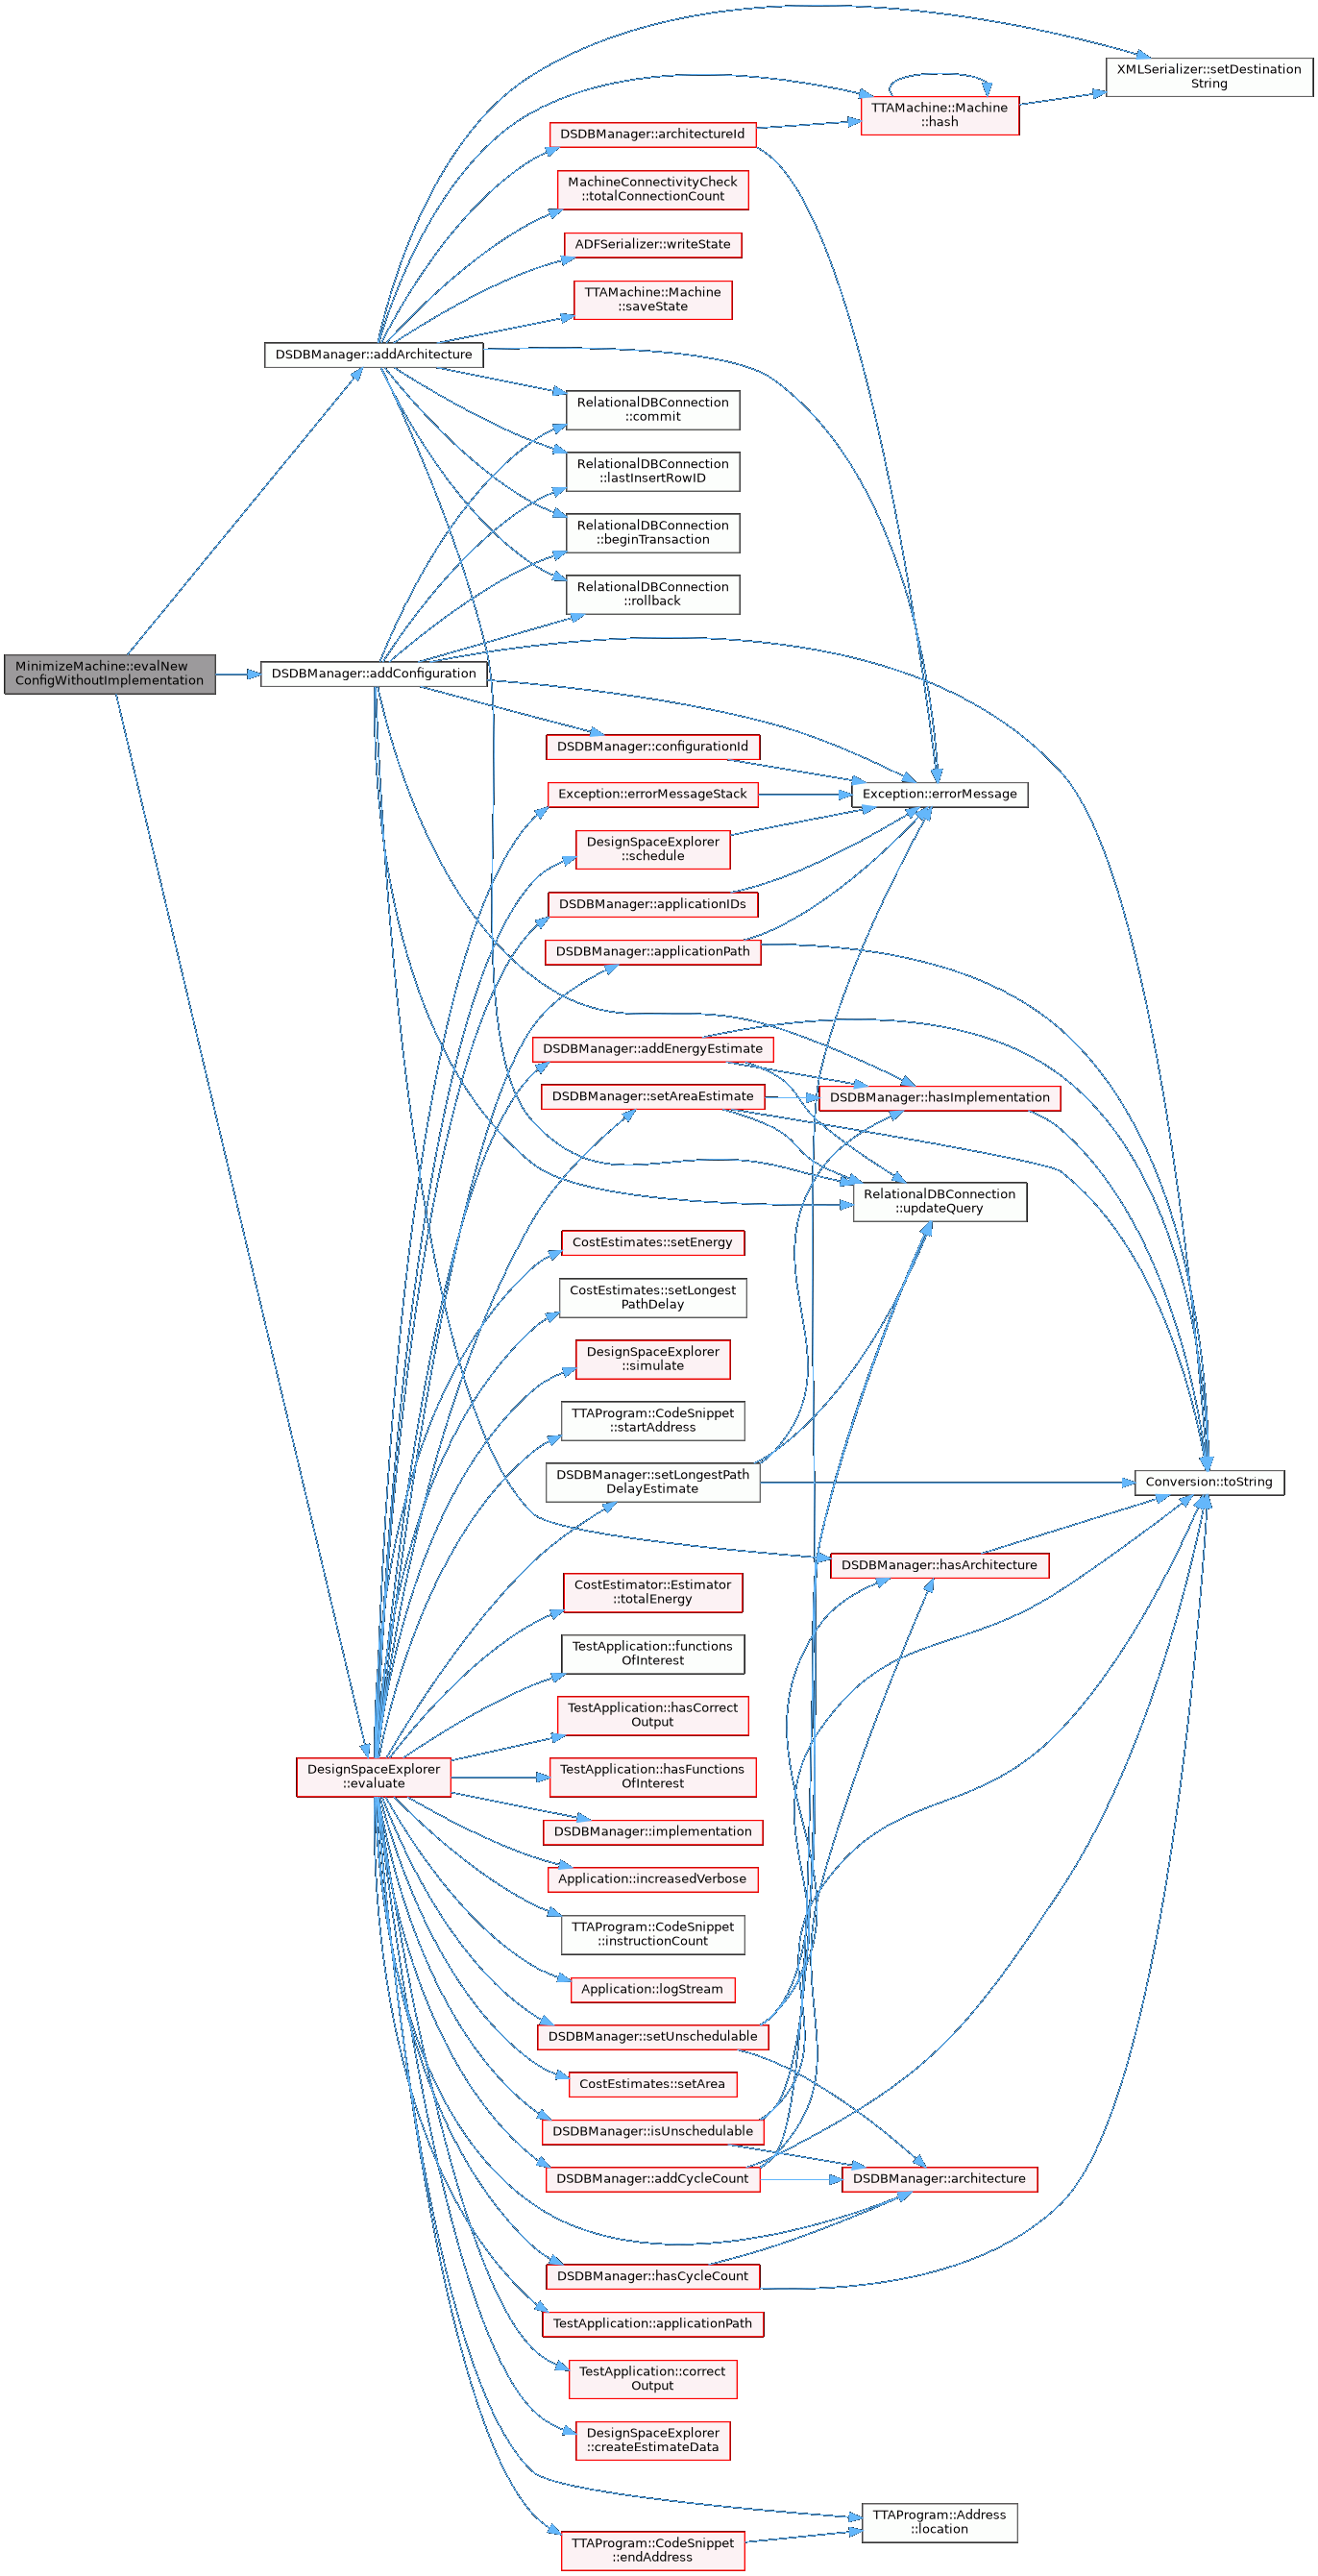 XMLSerializer::setDestination
String
TTAMachine::Machine
::hash
DSDBManager::architectureId
MachineConnectivityCheck
::totalConnectionCount
ADFSerializer::writeState
TTAMachine::Machine
::saveState
DSDBManager::addArchitecture
RelationalDBConnection
::commit
RelationalDBConnection
::lastInsertRowID
RelationalDBConnection
::beginTransaction
RelationalDBConnection
::rollback
MinimizeMachine::evalNew
ConfigWithoutImplementation
DSDBManager::addConfiguration
DSDBManager::configurationId
Exception::errorMessageStack
Exception::errorMessage
DesignSpaceExplorer
::schedule
DSDBManager::applicationIDs
DSDBManager::applicationPath
DSDBManager::addEnergyEstimate
DSDBManager::setAreaEstimate
DSDBManager::hasImplementation
RelationalDBConnection
::updateQuery
CostEstimates::setEnergy
CostEstimates::setLongest
PathDelay
DesignSpaceExplorer
::simulate
TTAProgram::CodeSnippet
::startAddress
DSDBManager::setLongestPath
DelayEstimate
Conversion::toString
DSDBManager::hasArchitecture
CostEstimator::Estimator
::totalEnergy
TestApplication::functions
OfInterest
TestApplication::hasCorrect
Output
DesignSpaceExplorer
::evaluate
TestApplication::hasFunctions
OfInterest
DSDBManager::implementation
Application::increasedVerbose
TTAProgram::CodeSnippet
::instructionCount
Application::logStream
DSDBManager::setUnschedulable
CostEstimates::setArea
DSDBManager::isUnschedulable
DSDBManager::addCycleCount
DSDBManager::architecture
DSDBManager::hasCycleCount
TestApplication::applicationPath
TestApplication::correct
Output
DesignSpaceExplorer
::createEstimateData
TTAProgram::Address
::location
TTAProgram::CodeSnippet
::endAddress